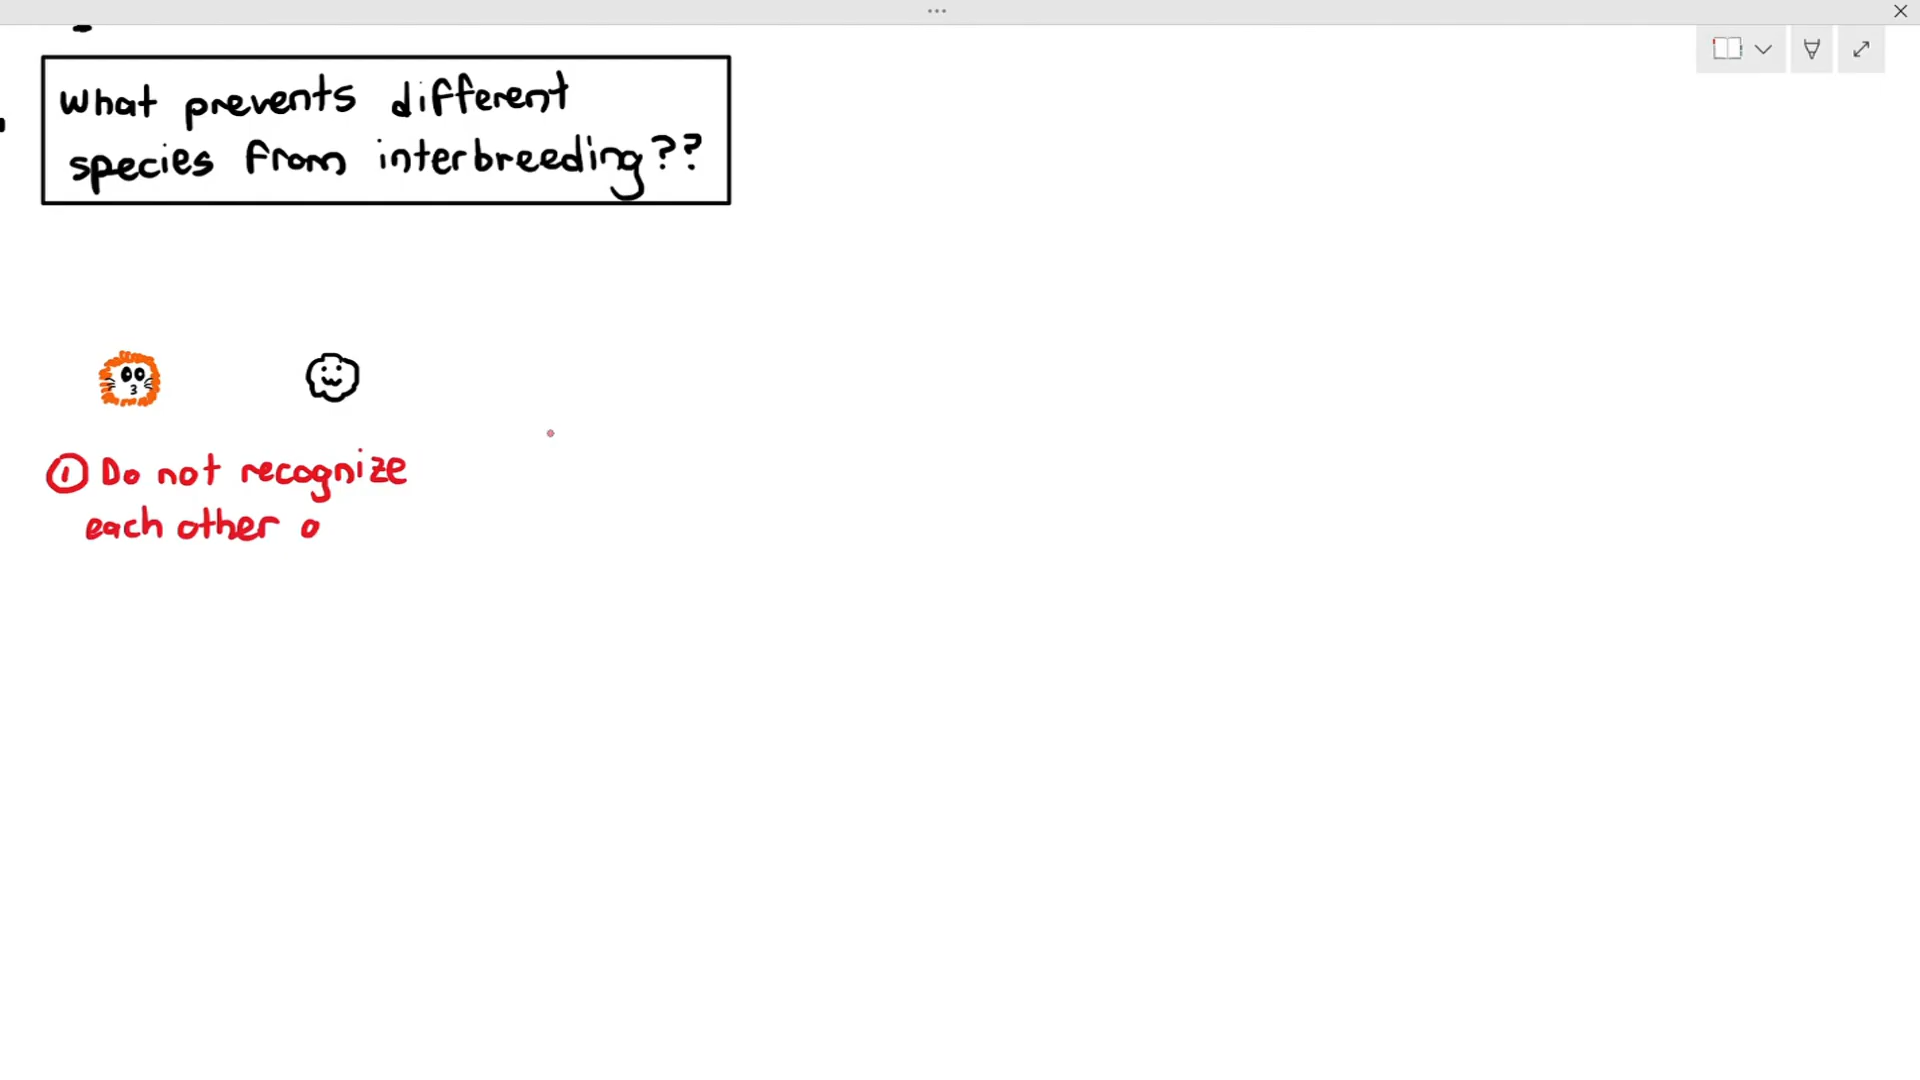 What prevents different
species from interbreeding??
① Do not recognize
each other o